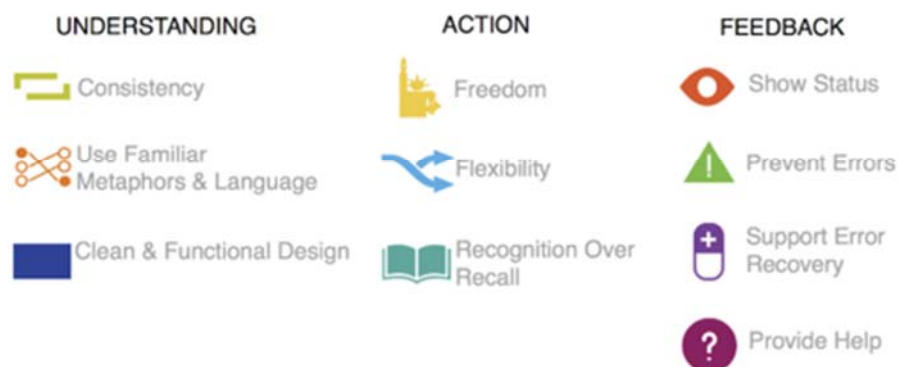 UNDERSTANDING
Consistency
Use Familiar
Metaphors & Language
Clean & Functional Design
ACTION
Freedom
Flexibility
Recognition Over
Recall
FEEDBACK
Show Status
!
Prevent Errors
+
Support Error
Recovery
?
Provide Help